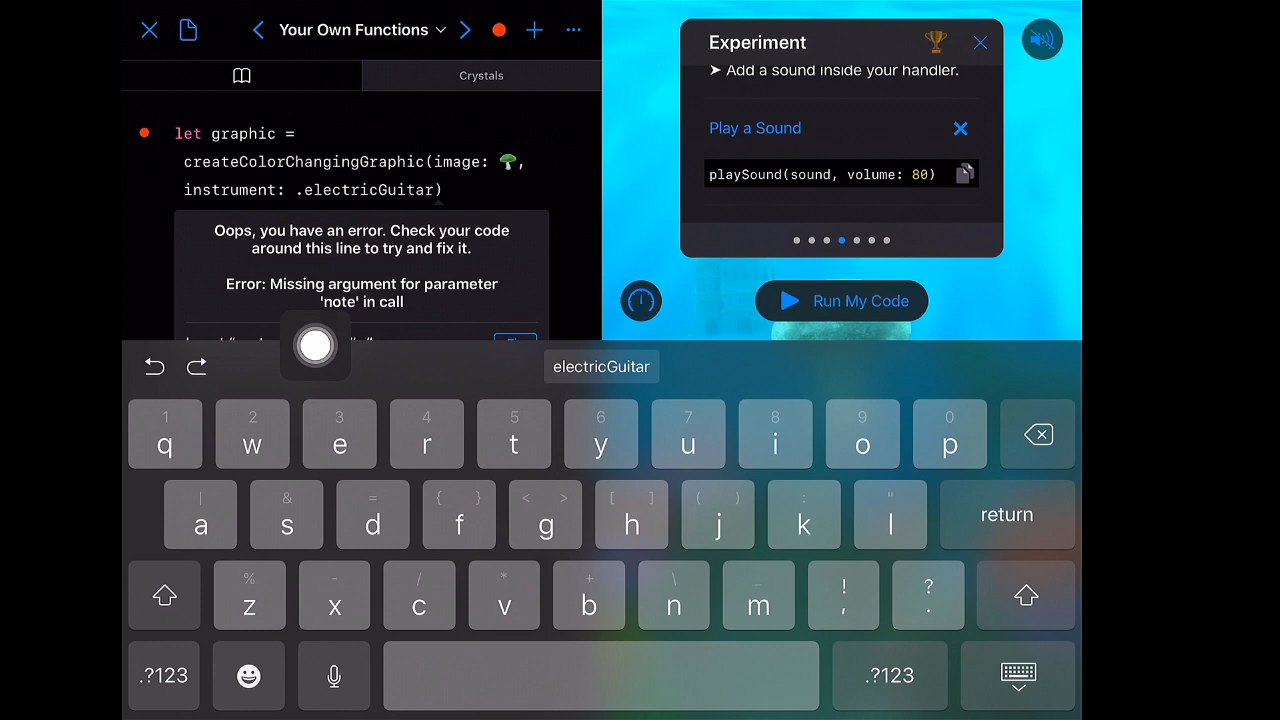 Your Own Functions
Crystals
let graphic =
createColorChangingGraphic(image: 🍄,
instrument: .electricGuitar)
Oops, you have an error. Check your code
around this line to try and fix it.
Error: Missing argument for parameter
'note' in call
Experiment
➤ Add a sound inside your handler.
Play a Sound
playSound(sound, volume: 80)
Run My Code
electricGuitar
1 2 3 4 5 6 7 8 9 0
q w e r t y u i o p
| & = { } < > [ ] ( ) : "
a s d f g h j k l return
% - / * + \ _ ! ?
z x c v b n m , .
.?123 .?123